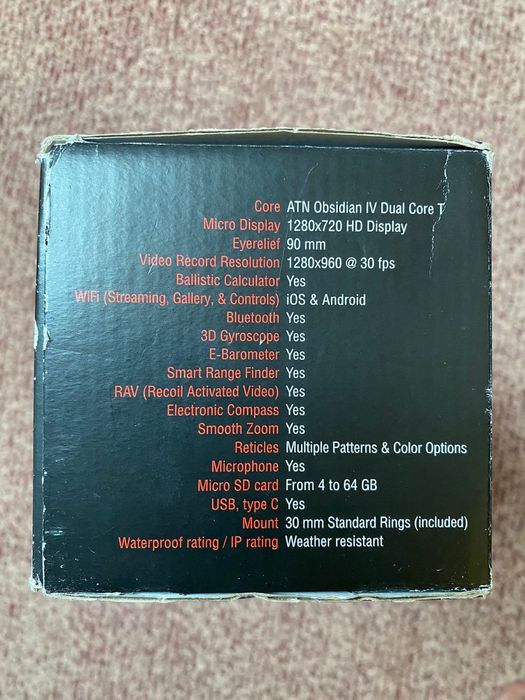 Core ATN Obsidian IV Dual Core T
Micro Display 1280x720 HD Display
Eyerelief 90 mm
Video Record Resolution 1280x960 @ 30 fps
Ballistic Calculator Yes
WiFi (Streaming, Gallery, & Controls) iOS & Android
Bluetooth Yes
3D Gyroscope Yes
E-Barometer Yes
Smart Range Finder Yes
RAV (Recoil Activated Video) Yes
Electronic Compass Yes
Smooth Zoom Yes
Reticles Multiple Patterns & Color Options
Microphone Yes
Micro SD card From 4 to 64 GB
USB, type C Yes
Mount 30 mm Standard Rings (included)
Waterproof rating / IP rating Weather resistant